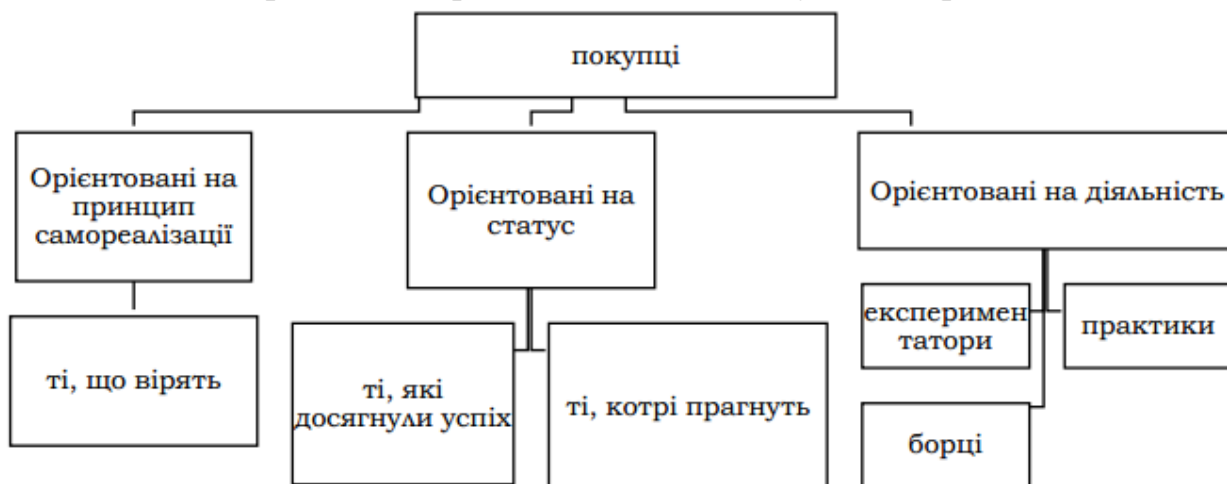 покупці
Орієнтовані на
принцип
самореалізації
Орієнтовані на
статус
Орієнтовані на діяльність
ті, що вірять
ті, які
досягнули успіх
ті, котрі прагнуть
експеримен
татори
практики
борці